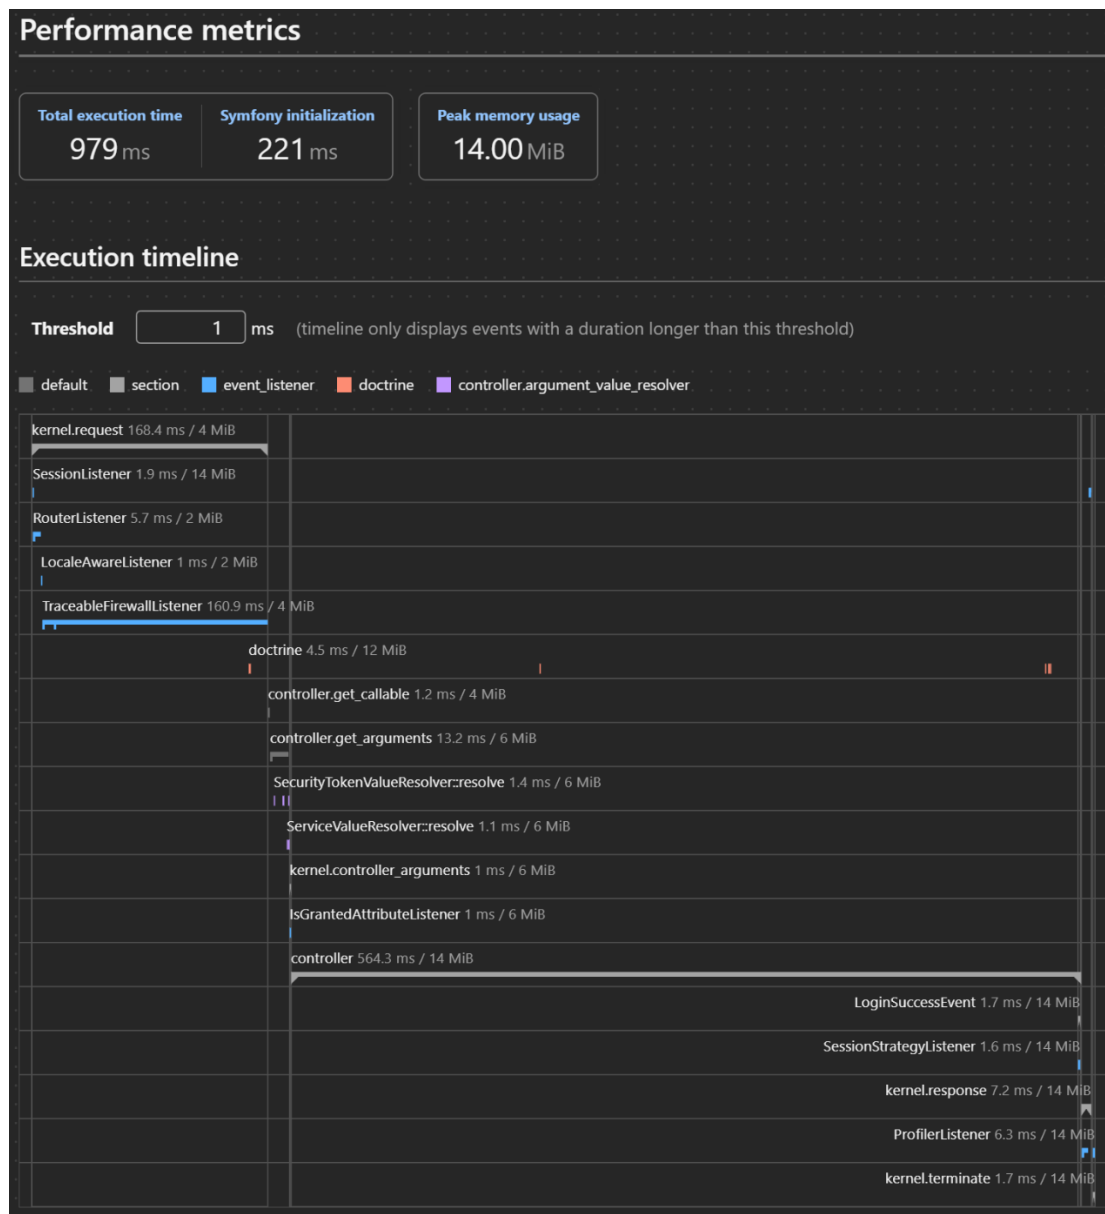 Performance metrics
Total execution time Symfony initialization Peak memory usage
979 ms 221 ms 14.00 MiB
Execution timeline
Threshold 1 ms (timeline only displays events with a duration longer than this threshold)
default section event_listener doctrine controller.argument_value_resolver
kernel.request 168.4 ms / 4 MiB
SessionListener 1.9 ms / 14 MiB
RouterListener 5.7 ms / 2 MiB
LocaleAwareListener 1 ms / 2 MiB
TraceableFirewallListener 160.9 ms / 4 MiB
doctrine 4.5 ms / 12 MiB
controller.get_callable 1.2 ms / 4 MiB
controller.get_arguments 13.2 ms / 6 MiB
SecurityTokenValueResolver::resolve 1.4 ms / 6 MiB
ServiceValueResolver::resolve 1.1 ms / 6 MiB
kernel.controller_arguments 1 ms / 6 MiB
IsGrantedAttributeListener 1 ms / 6 MiB
controller 564.3 ms / 14 MiB
LoginSuccessEvent 1.7 ms / 14 MiB
SessionStrategyListener 1.6 ms / 14 MiB
kernel.response 7.2 ms / 14 MiB
ProfilerListener 6.3 ms / 14 MiB
kernel.terminate 1.7 ms / 14 MiB